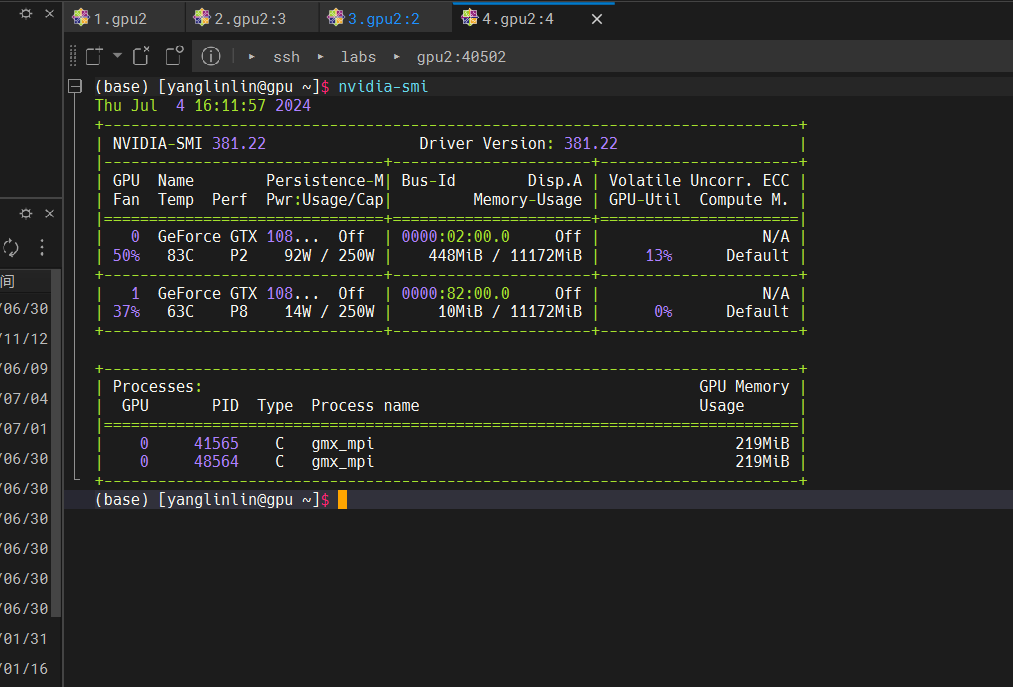 1.gpu2
2.gpu2:3
3.gpu2:2
4.gpu2:4
ssh labs gpu2:40502
(base) [yanglinlin@gpu ~]$ nvidia-smi
Thu Jul  4 16:11:57 2024
+-----------------------------------------------------------------------------+
| NVIDIA-SMI 381.22                 Driver Version: 381.22                    |
|-------------------------------+----------------------+----------------------+
| GPU  Name        Persistence-M| Bus-Id        Disp.A | Volatile Uncorr. ECC |
| Fan  Temp  Perf  Pwr:Usage/Cap|         Memory-Usage | GPU-Util  Compute M. |
|===============================+======================+======================|
|   0  GeForce GTX 108...  Off  | 0000:02:00.0     Off |                  N/A |
| 50%   83C    P2    92W / 250W |    448MiB / 11172MiB |     13%      Default |
+-------------------------------+----------------------+----------------------+
|   1  GeForce GTX 108...  Off  | 0000:82:00.0     Off |                  N/A |
| 37%   63C    P8    14W / 250W |     10MiB / 11172MiB |      0%      Default |
+-------------------------------+----------------------+----------------------+
+-----------------------------------------------------------------------------+
| Processes:                                                       GPU Memory |
|  GPU       PID  Type  Process name                               Usage      |
|=============================================================================|
|    0     41565    C   gmx_mpi                                        219MiB |
|    0     48564    C   gmx_mpi                                        219MiB |
+-----------------------------------------------------------------------------+
(base) [yanglinlin@gpu ~]$
间
/06/30
/11/12
/06/09
/07/04
/07/01
/06/30
/06/30
/06/30
/06/30
/06/30
/06/30
/01/31
/01/16